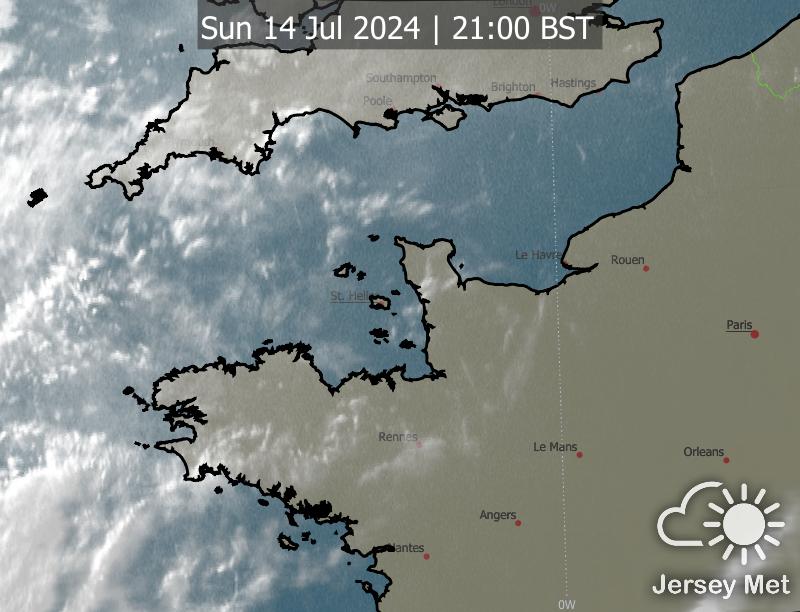 London
0W
Sun 14 Jul 2024 | 21:00 BST
Southampton
Brighton
Hastings
Poole
Le Havre
Rouen
St. Helier
Paris
Rennes
Le Mans
Orleans
Angers
Nantes
Jersey Met
0W